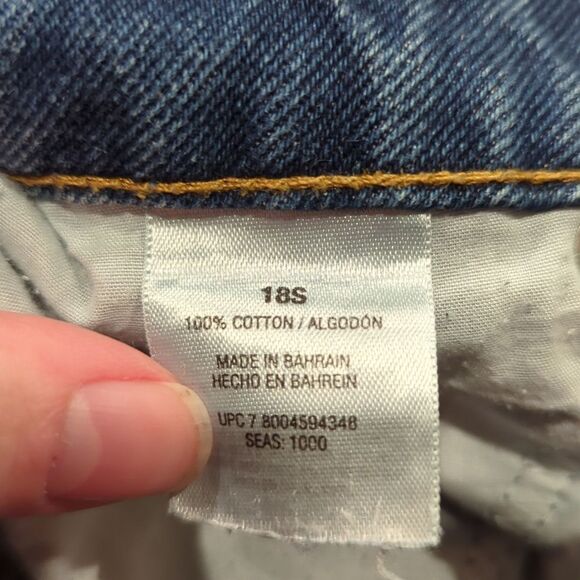 18S
100% COTTON / ALGODÓN
MADE IN BAHRAIN
HECHO EN BAHREIN
UPC 7 8004594348
SEAS: 1000